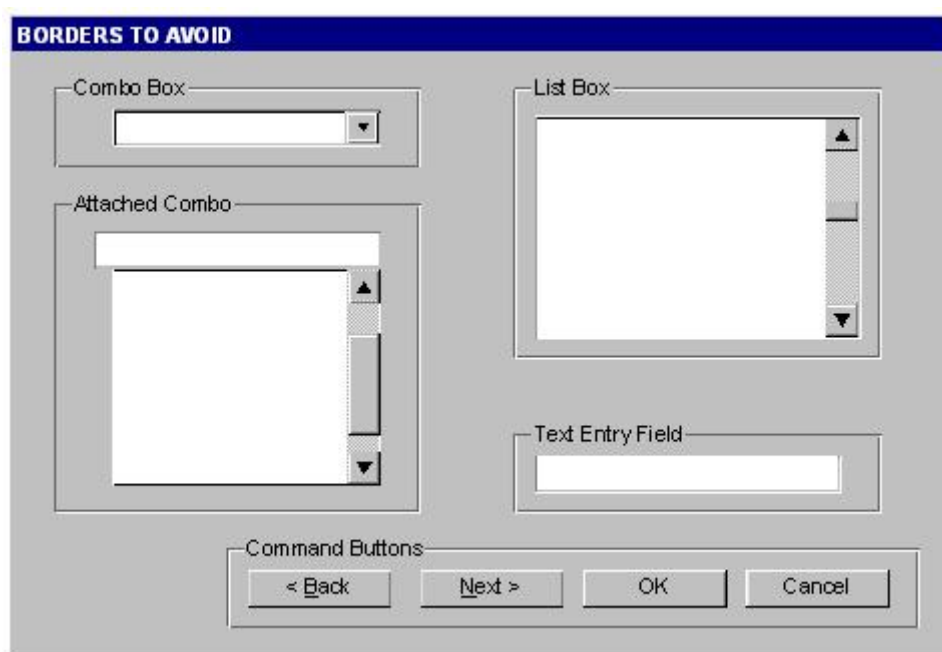 BORDERS TO AVOID
Combo Box
List Box
Attached Combo
Text Entry Field
Command Buttons
< Back Next > OK Cancel